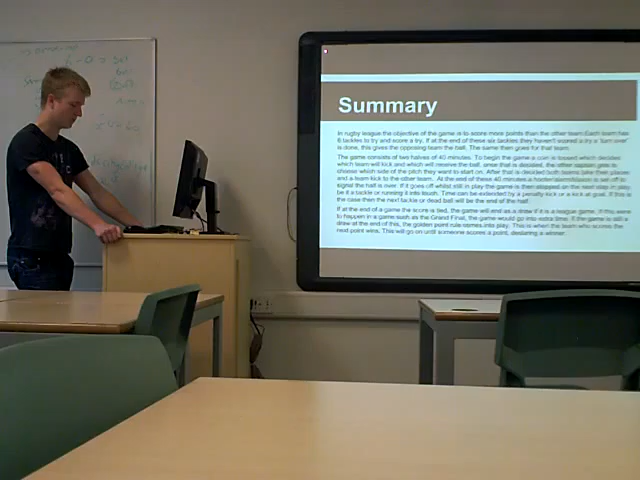 Summary
In rugby league the objective of the game is to score more points than the other team. Each team has
6 tackles to try and score a try. If at the end of these six tackles they haven't scored a try a 'turn over'
is done, this gives the opposing team the ball. The same then goes for that team.
The game consists of two halves of 40 minutes. To begin the game a coin is tossed which decides
which team will kick and which will receive the ball, once that is decided, the other captain gets to
choose which side of the pitch they want to start on. After that is decided both teams take their places
and a team kick to the other team. At the end of these 40 minutes a hooter/alarm is set off to
signal the half is over. If it goes off whilst still in play the game is then stopped on the next stop in play,
be it a tackle or running it into touch. Time can be extended by a penalty kick or a kick at goal. If this is
the case then the next tackle or dead ball will be the end of the half.
If at the end of a game the score is tied, the game will end as a draw if it is a league game. If this were
to happen in a game such as the Grand Final, the game would go into extra time. If the game is still a
draw at the end of this, the golden point rule comes into play. This is when the team who scores the
next point wins. This will go on until someone scores a point, declaring a winner.